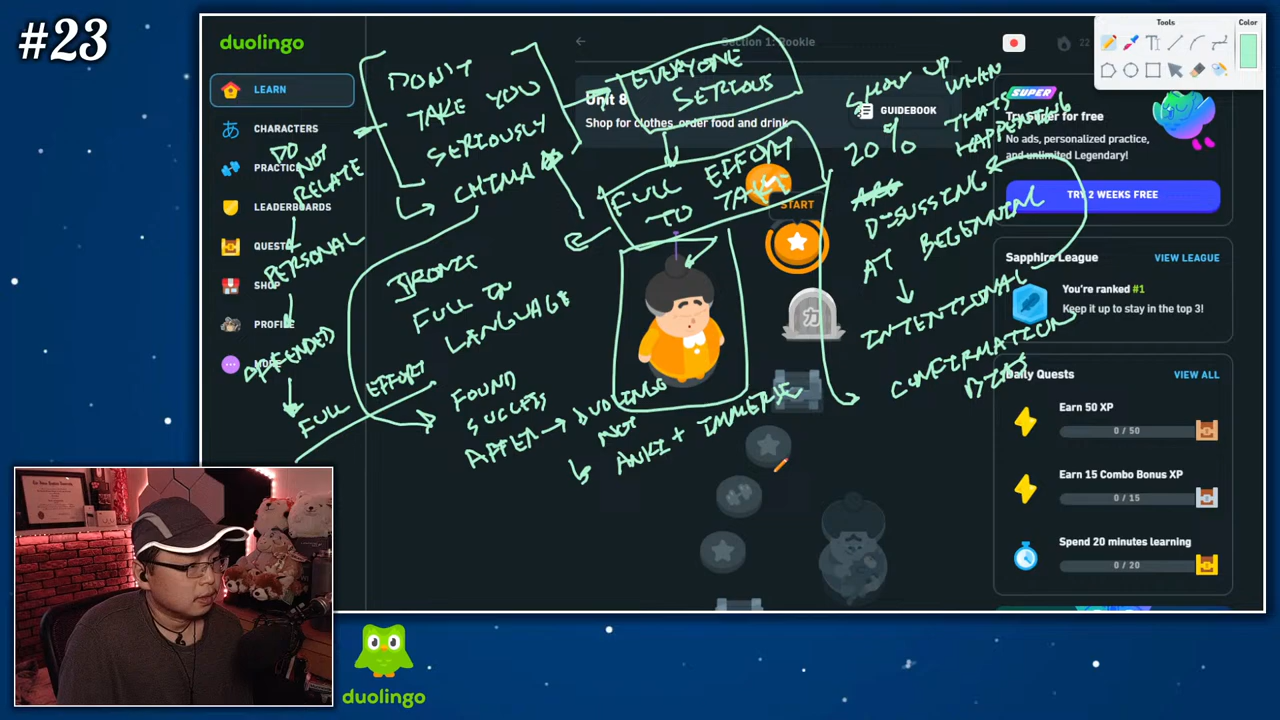 #23
duolingo
LEARN
CHARACTERS
PRACTICE
LEADERBOARDS
QUESTS
SHOP
PROFILE
MORE
Section 1: Rookie
Unit 8
Shop for clothes, order food and drink
GUIDEBOOK
START
22
Tools
Color
SUPER
Try Super for free
No ads, personalized practice,
and unlimited Legendary!
TRY 2 WEEKS FREE
Sapphire League
VIEW LEAGUE
You're ranked #1
Keep it up to stay in the top 3!
Daily Quests
VIEW ALL
Earn 50 XP
0 / 50
Earn 15 Combo Bonus XP
0 / 15
Spend 20 minutes learning
0 / 20
DON'T
TAKE YOU
SERIOUSLY
CHINA
EVERYONE
SERIOUS
FULL EFFORT
TO TALK
SHOW UP
WHEN
THATS
HAPPENING
20%
DISUSSING &
AT BEGINNING
INTENTIONAL
CONFIRMATION
BIAS
DO
NOT
RELATE
PERSONAL
OFFENDED
FULL EFFORT
IRONIC
FULL IN
LANGUAGE
FOUND
SUCCESS
AFTER
DUOLINGO
NOT
ANKI + IMMERSE
カ
duolingo